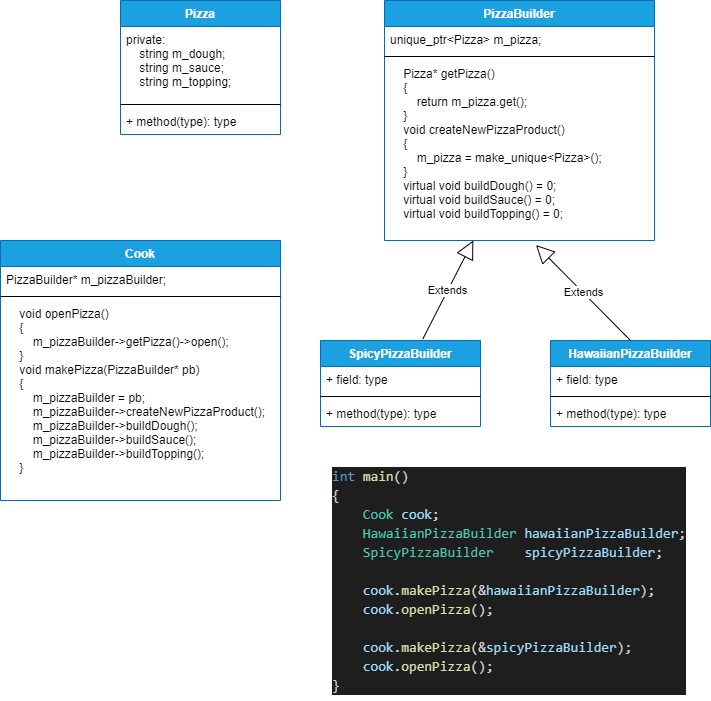 Pizza
private:
string m_dough;
string m_sauce;
string m_topping;
+ method(type): type
PizzaBuilder
unique_ptr<Pizza> m_pizza;
Pizza* getPizza()
{
return m_pizza.get();
}
void createNewPizzaProduct()
{
m_pizza = make_unique<Pizza>();
}
virtual void buildDough() = 0;
virtual void buildSauce() = 0;
virtual void buildTopping() = 0;
Cook
PizzaBuilder* m_pizzaBuilder;
void openPizza()
{
m_pizzaBuilder->getPizza()->open();
}
void makePizza(PizzaBuilder* pb)
{
m_pizzaBuilder = pb;
m_pizzaBuilder->createNewPizzaProduct();
m_pizzaBuilder->buildDough();
m_pizzaBuilder->buildSauce();
m_pizzaBuilder->buildTopping();
}
Extends
Extends
SpicyPizzaBuilder
+ field: type
+ method(type): type
HawaiianPizzaBuilder
+ field: type
+ method(type): type
int main()
{
Cook cook;
HawaiianPizzaBuilder hawaiianPizzaBuilder;
SpicyPizzaBuilder    spicyPizzaBuilder;
cook.makePizza(&hawaiianPizzaBuilder);
cook.openPizza();
cook.makePizza(&spicyPizzaBuilder);
cook.openPizza();
}